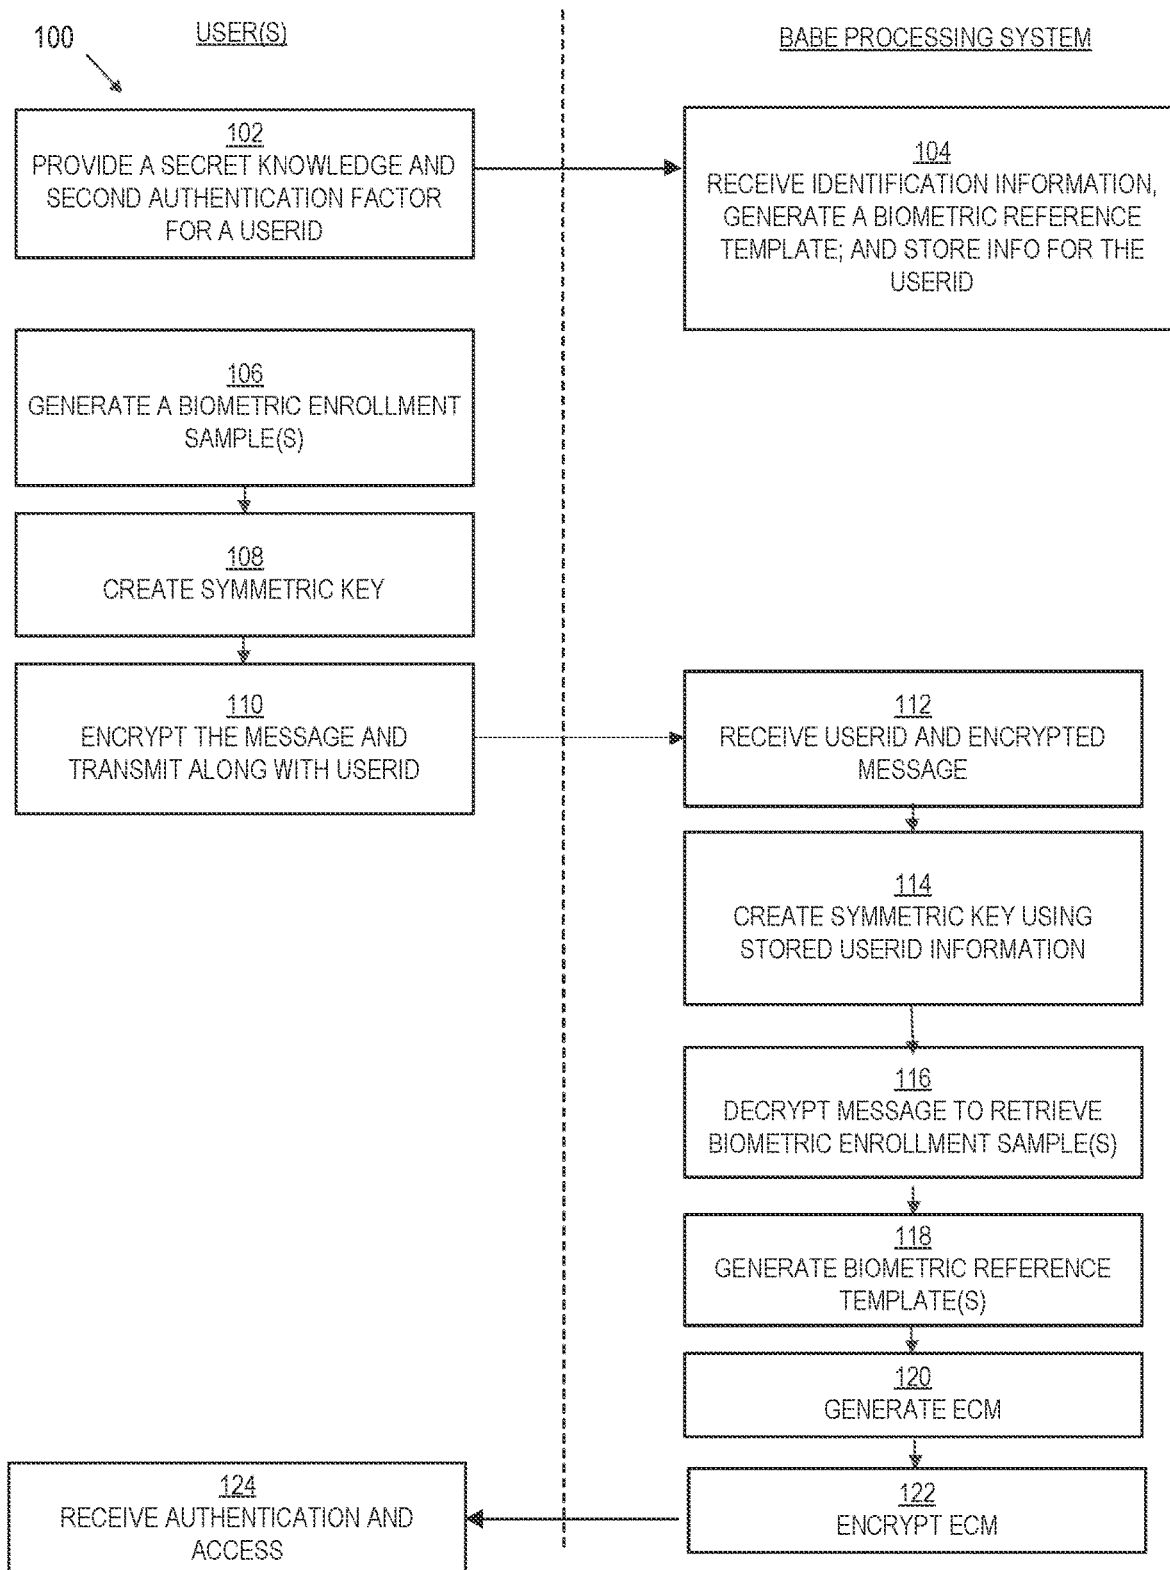 100
USER(S)
BABE PROCESSING SYSTEM
102
PROVIDE A SECRET KNOWLEDGE AND
SECOND AUTHENTICATION FACTOR
FOR A USERID
104
RECEIVE IDENTIFICATION INFORMATION,
GENERATE A BIOMETRIC REFERENCE
TEMPLATE; AND STORE INFO FOR THE
USERID
106
GENERATE A BIOMETRIC ENROLLMENT
SAMPLE(S)
108
CREATE SYMMETRIC KEY
110
ENCRYPT THE MESSAGE AND
TRANSMIT ALONG WITH USERID
112
RECEIVE USERID AND ENCRYPTED
MESSAGE
114
CREATE SYMMETRIC KEY USING
STORED USERID INFORMATION
116
DECRYPT MESSAGE TO RETRIEVE
BIOMETRIC ENROLLMENT SAMPLE(S)
118
GENERATE BIOMETRIC REFERENCE
TEMPLATE(S)
120
GENERATE ECM
122
ENCRYPT ECM
124
RECEIVE AUTHENTICATION AND
ACCESS